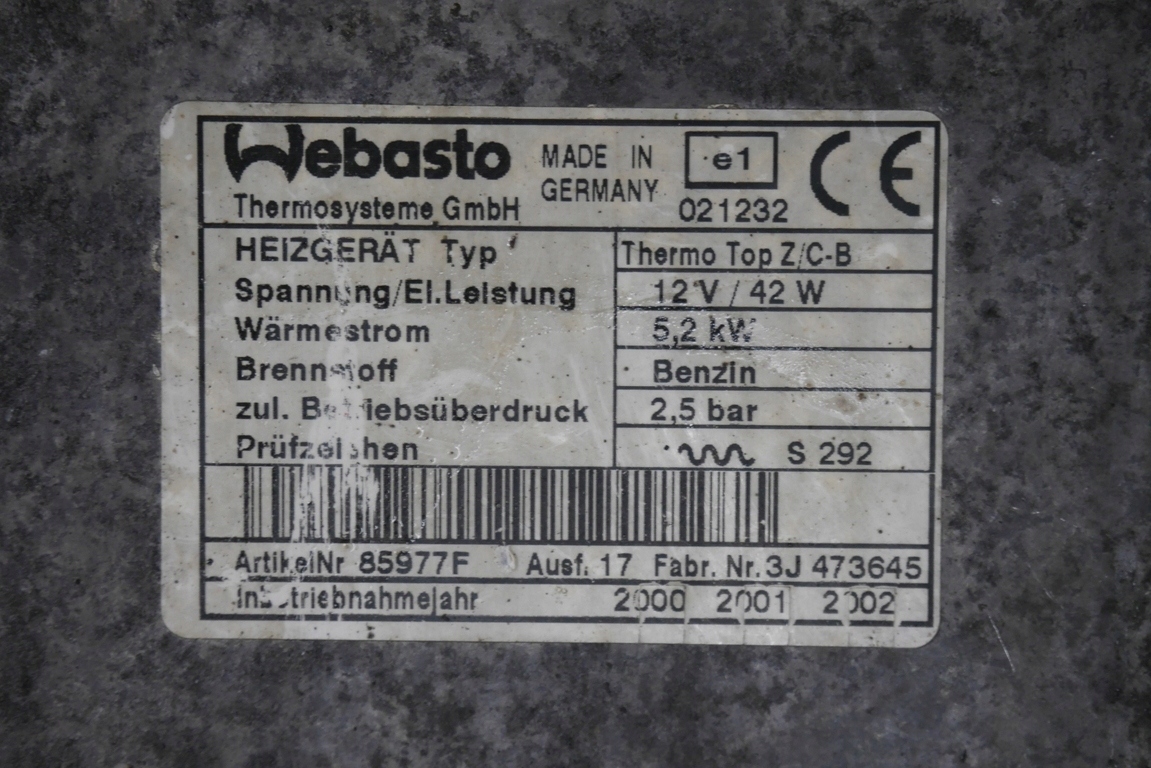 Webasto MADE IN GERMANY e1 CE
Thermosysteme GmbH 021232
HEIZGERÄT Typ Thermo Top Z/C-B
Spannung/El.Leistung 12 V / 42 W
Wärmestrom 5,2 kW
Brennstoff Benzin
zul. Betriebsüberdruck 2,5 bar
Prüfzeichen S 292
ArtikelNr 85977F Ausf. 17 Fabr. Nr. 3J 473645
Inbetriebnahmejahr 2000 2001 2002